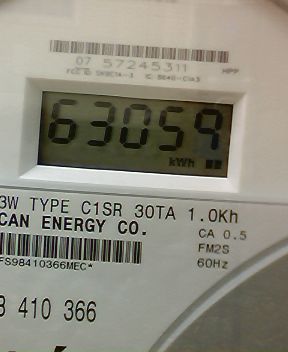 07 57245311
HPP
63059
kWh
3W TYPE C1SR 30TA 1.0Kh
CAN ENERGY CO.
CA 0.5
FM2S
60Hz
FS98410366MEC*
410 366